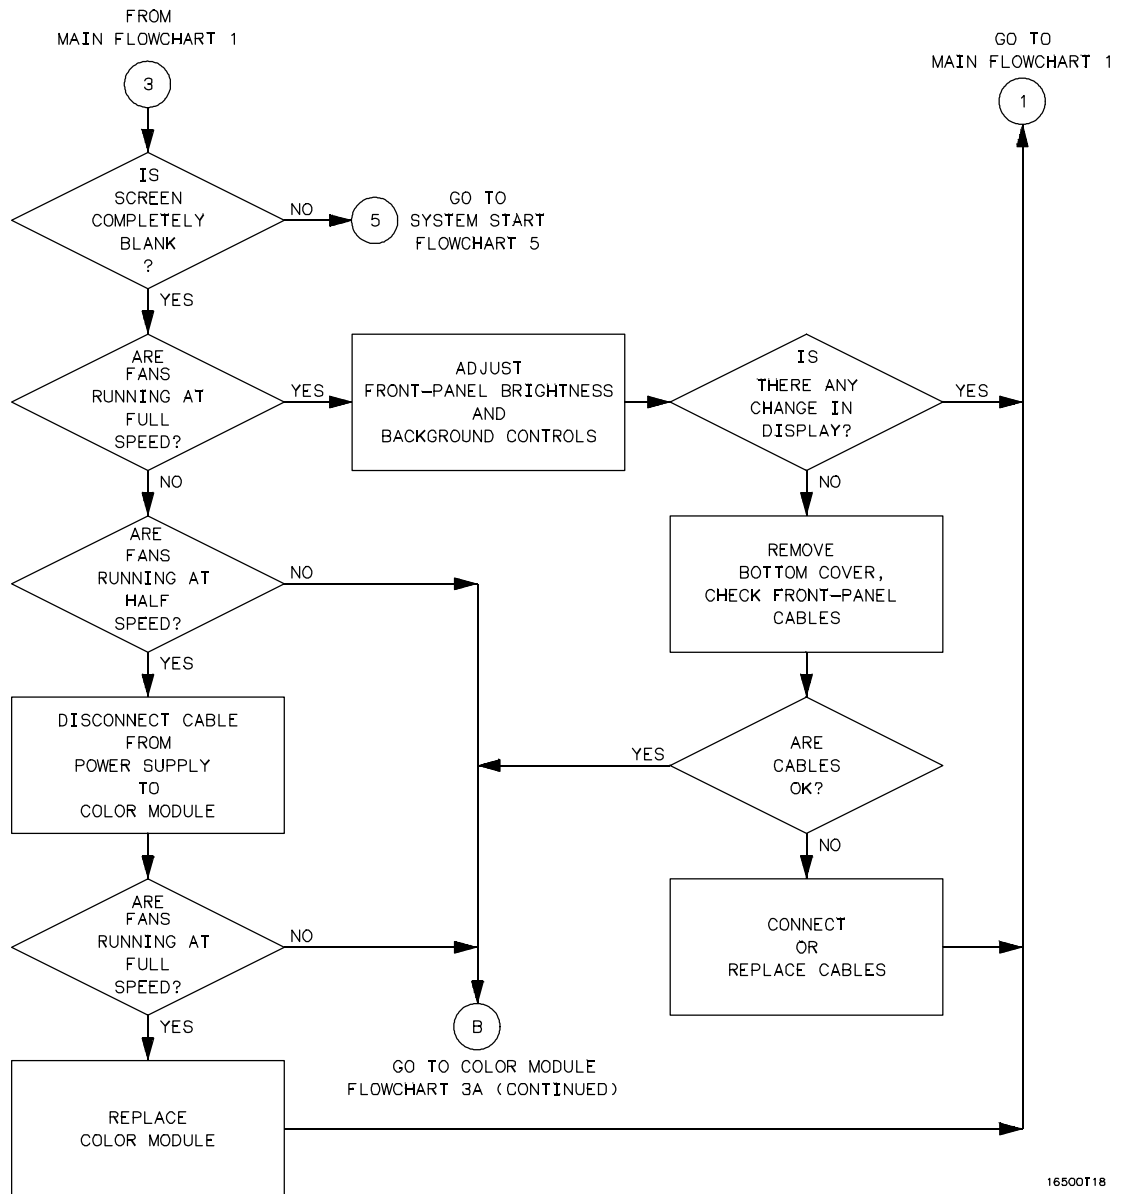 FROM
MAIN FLOWCHART 1
3
GO TO
MAIN FLOWCHART 1
1
IS
SCREEN
COMPLETELY
BLANK
?
NO
5
GO TO
SYSTEM START
FLOWCHART 5
YES
ARE
FANS
RUNNING AT
FULL
SPEED?
YES
ADJUST
FRONT-PANEL BRIGHTNESS
AND
BACKGROUND CONTROLS
IS
THERE ANY
CHANGE IN
DISPLAY?
YES
NO
NO
ARE
FANS
RUNNING AT
HALF
SPEED?
NO
REMOVE
BOTTOM COVER,
CHECK FRONT-PANEL
CABLES
YES
DISCONNECT CABLE
FROM
POWER SUPPLY
TO
COLOR MODULE
YES
ARE
CABLES
OK?
NO
ARE
FANS
RUNNING AT
FULL
SPEED?
NO
CONNECT
OR
REPLACE CABLES
YES
B
GO TO COLOR MODULE
FLOWCHART 3A (CONTINUED)
REPLACE
COLOR MODULE
16500T18